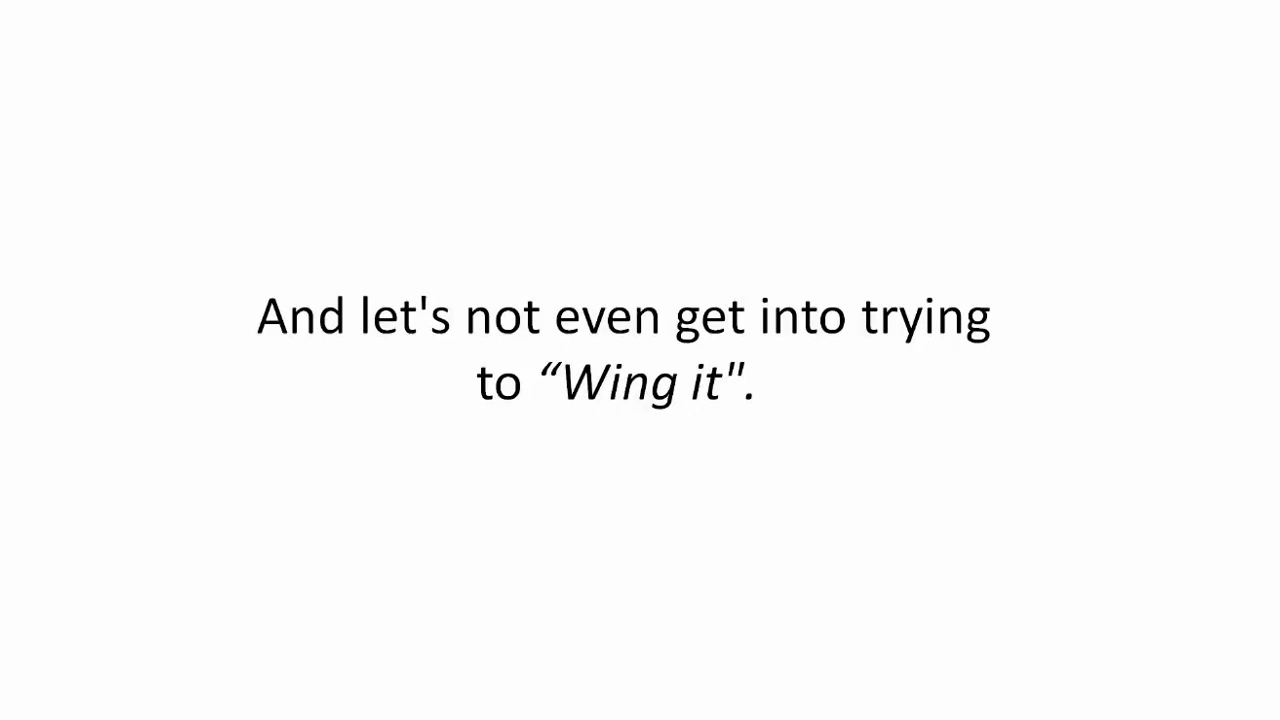 And let's not even get into trying
to “Wing it".